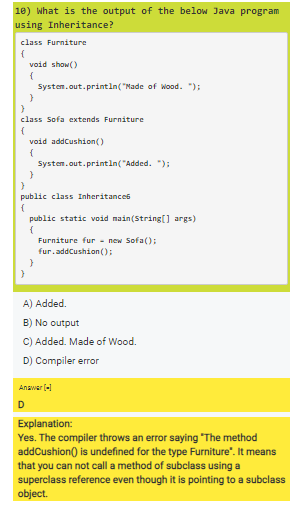 10) What is the output of the below Java program
using Inheritance?
class Furniture
{
void show()
{
System.out.println("Made of Wood. ");
}
}
class Sofa extends Furniture
{
void addCushion()
{
System.out.println("Added. ");
}
}
public class Inheritance6
{
public static void main(String[] args)
{
Furniture fur = new Sofa();
fur.addCushion();
}
}
A) Added.
B) No output
C) Added. Made of Wood.
D) Compiler error
Answer [=]
D
Explanation:
Yes. The compiler throws an error saying "The method
addCushion() is undefined for the type Furniture". It means
that you can not call a method of subclass using a
superclass reference even though it is pointing to a subclass
object.